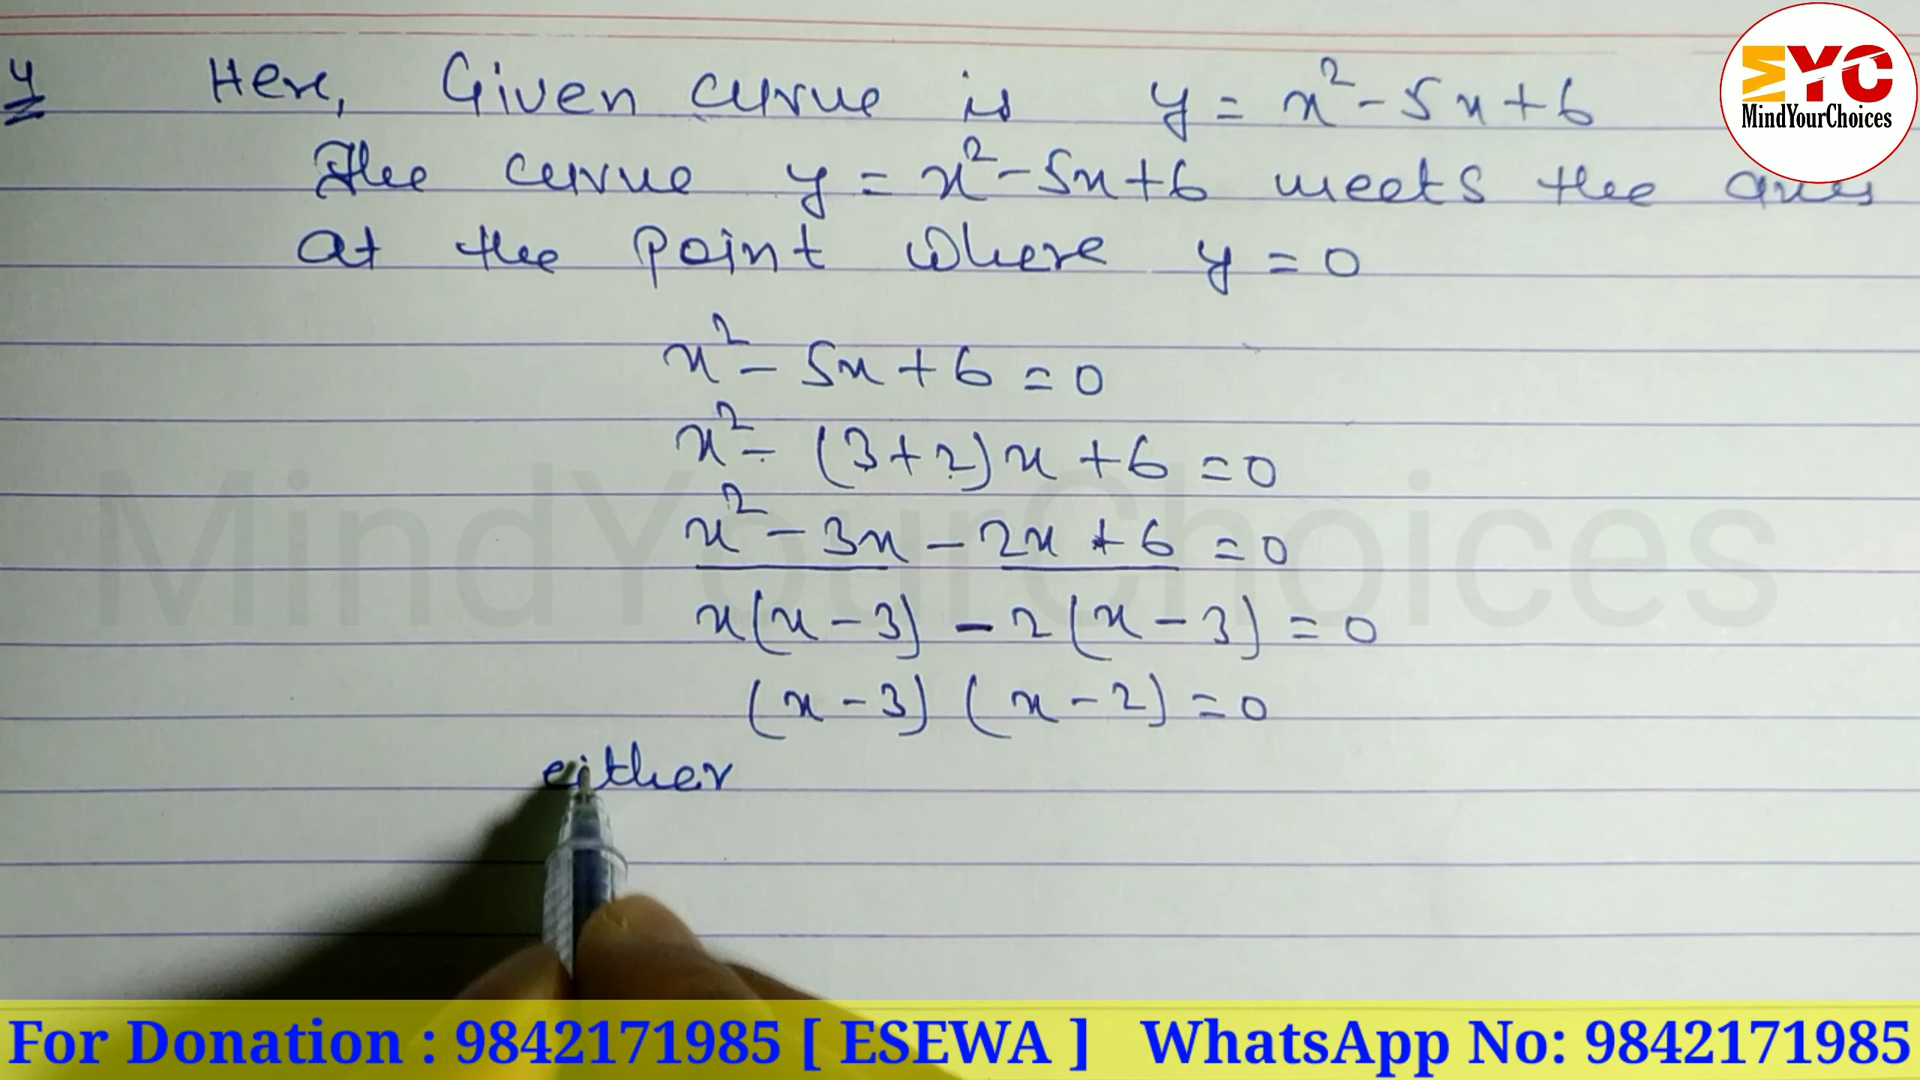 4 Here, Given curve is y = x² - 5x + 6
The curve y = x² - 5x + 6 meets the axes
at the point where y = 0
x² - 5x + 6 = 0
x² - (3+2)x + 6 = 0
x² - 3x - 2x + 6 = 0
x(x - 3) - 2(x - 3) = 0
(x - 3) (x - 2) = 0
either
MYC
MindYourChoices
MindYourChoices
For Donation : 9842171985 [ ESEWA ] WhatsApp No: 9842171985